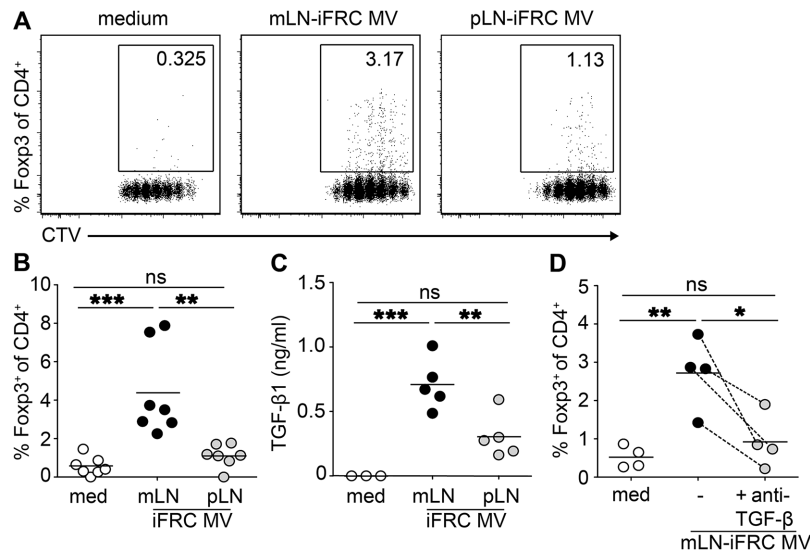 A
medium mLN-iFRC MV pLN-iFRC MV
% Foxp3 of CD4⁺
0.325 3.17 1.13
CTV
B
ns
*** **
% Foxp3⁺ of CD4⁺
10
8
6
4
2
0
med mLN pLN
iFRC MV
C
ns
*** **
TGF-β1 (ng/ml)
1.5
1.0
0.5
0
med mLN pLN
iFRC MV
D
ns
** *
% Foxp3⁺ of CD4⁺
5
4
3
2
1
0
med - + anti-
TGF-β
mLN-iFRC MV